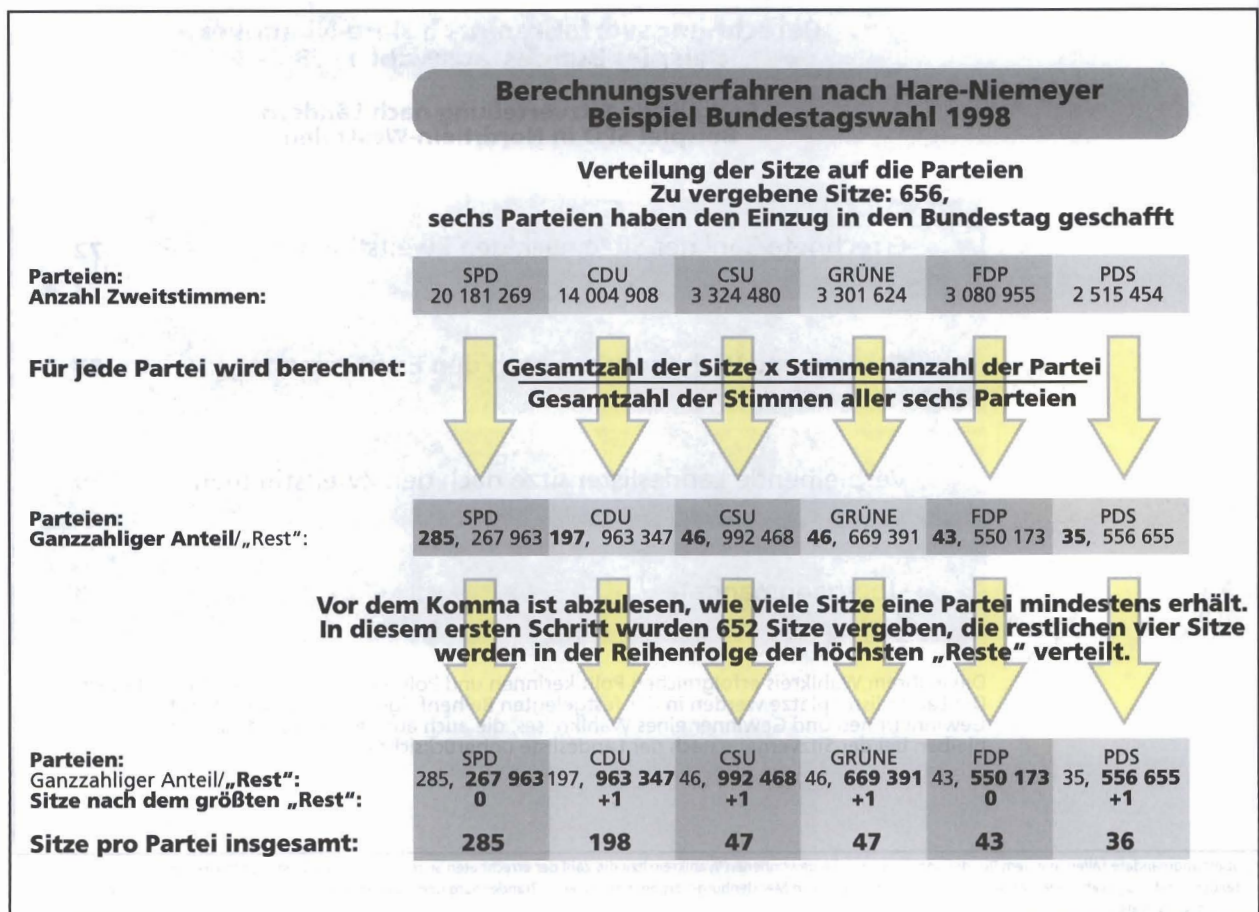 Berechnungsverfahren nach Hare-Niemeyer
Beispiel Bundestagswahl 1998
Verteilung der Sitze auf die Parteien
Zu vergebene Sitze: 656,
sechs Parteien haben den Einzug in den Bundestag geschafft
Parteien: SPD CDU CSU GRÜNE FDP PDS
Anzahl Zweitstimmen: 20 181 269 14 004 908 3 324 480 3 301 624 3 080 955 2 515 454
Für jede Partei wird berechnet: Gesamtzahl der Sitze x Stimmenanzahl der Partei
Gesamtzahl der Stimmen aller sechs Parteien
Parteien: SPD CDU CSU GRÜNE FDP PDS
Ganzzahliger Anteil/„Rest“: 285, 267 963 197, 963 347 46, 992 468 46, 669 391 43, 550 173 35, 556 655
Vor dem Komma ist abzulesen, wie viele Sitze eine Partei mindestens erhält.
In diesem ersten Schritt wurden 652 Sitze vergeben, die restlichen vier Sitze
werden in der Reihenfolge der höchsten „Reste“ verteilt.
Parteien: SPD CDU CSU GRÜNE FDP PDS
Ganzzahliger Anteil/„Rest“: 285, 267 963 197, 963 347 46, 992 468 46, 669 391 43, 550 173 35, 556 655
Sitze nach dem größten „Rest“: 0 +1 +1 +1 0 +1
Sitze pro Partei insgesamt: 285 198 47 47 43 36